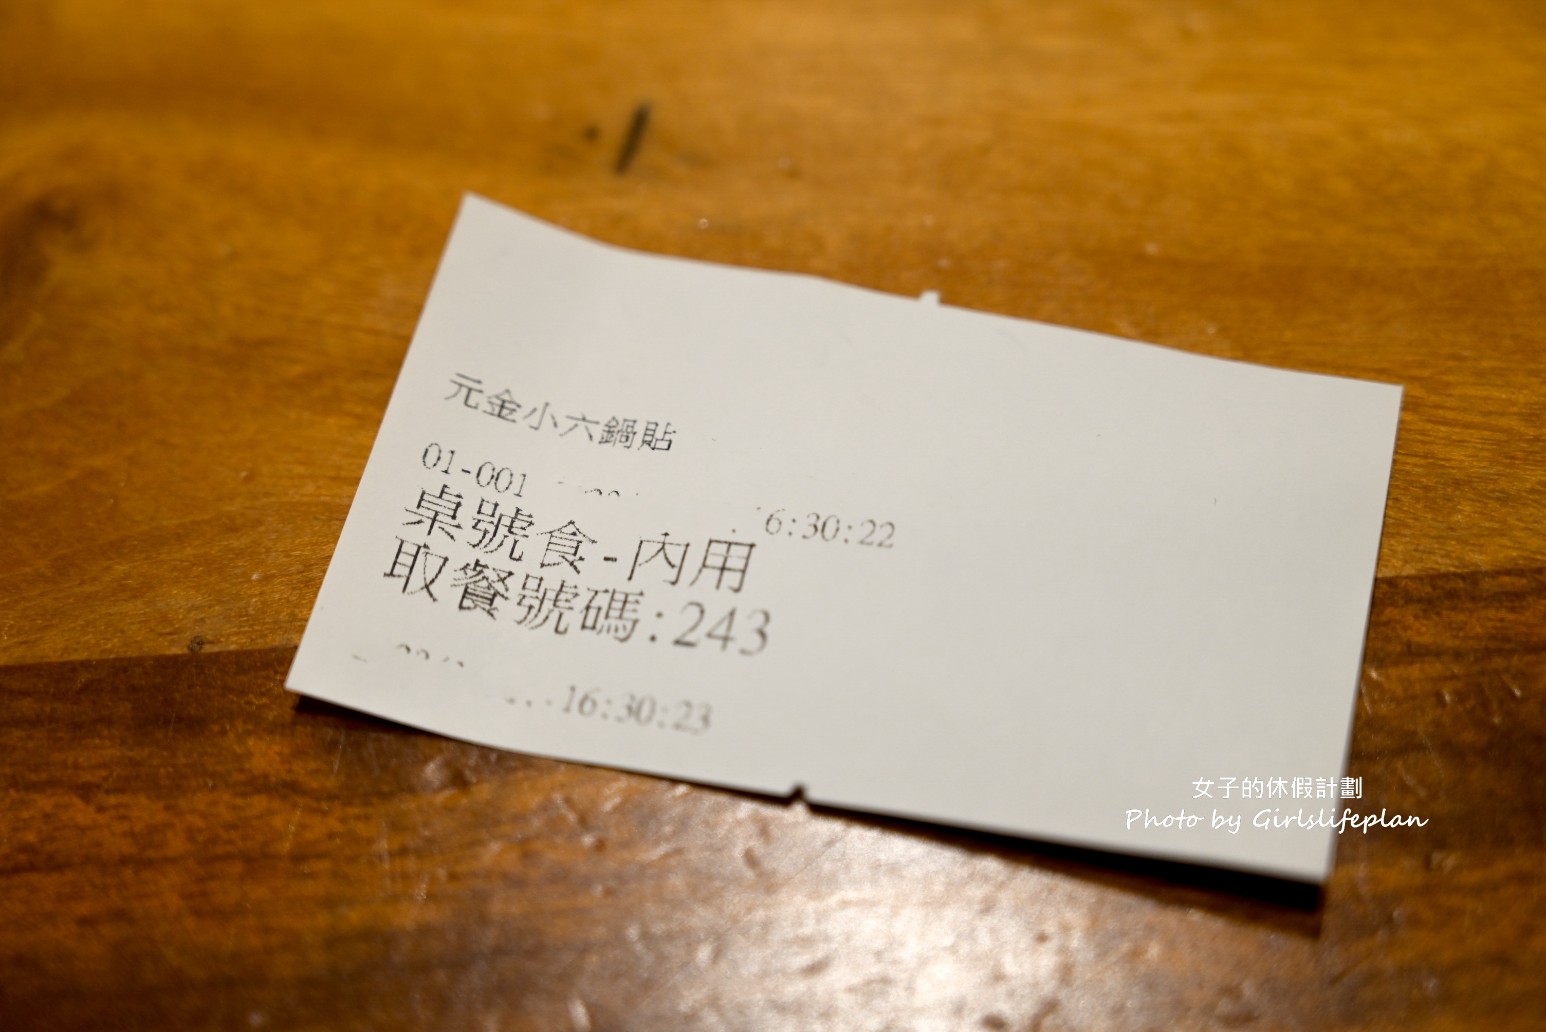 元金小六鍋貼
01-001
6:30:22
桌號食-內用
取餐號碼:243
16:30:23
女子的休假計劃
Photo by Girlslifeplan